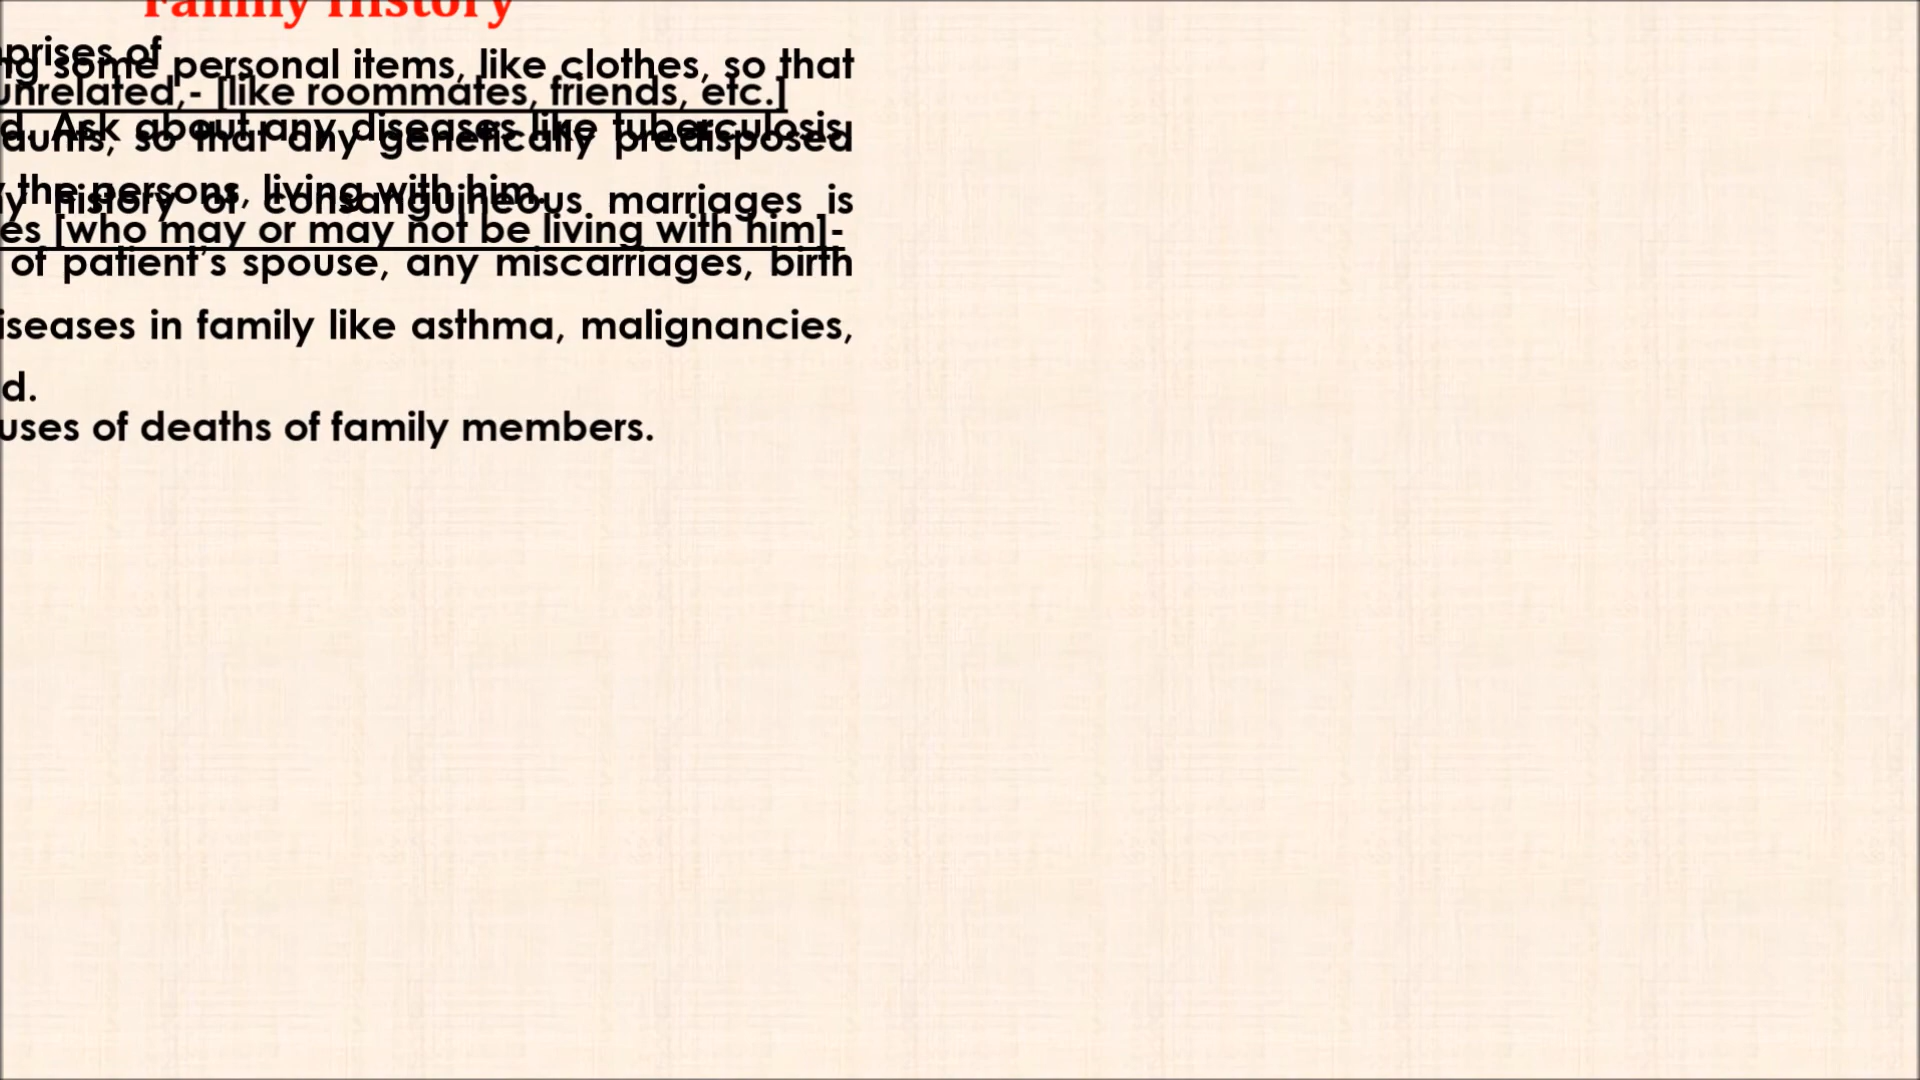 Family History
prises of
ng some personal items, like clothes, so that
unrelated,- [like roommates, friends, etc.]
d. Ask about any diseases like tuberculosis
aunts, so that any genetically predisposed
y the persons, living with him.
y history of consanguineous marriages is
es [who may or may not be living with him]-
of patient's spouse, any miscarriages, birth
iseases in family like asthma, malignancies,
d.
uses of deaths of family members.